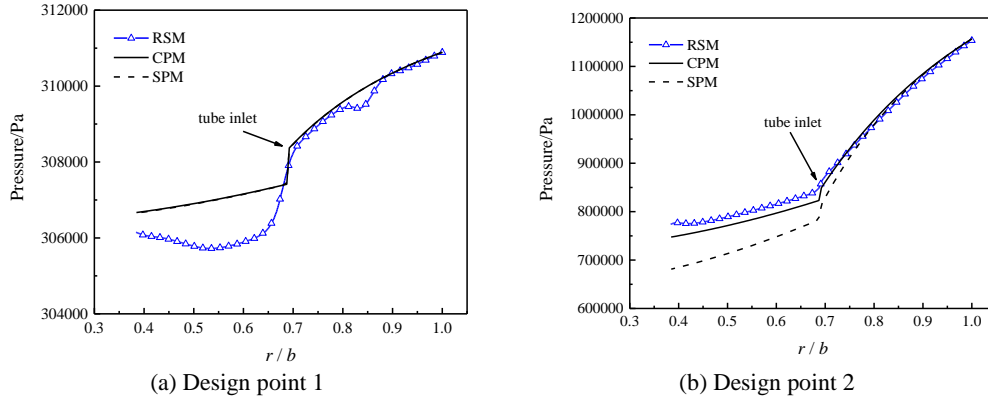 311000
310000
308000
306000
304000
Pressure/Pa
RSM
CPM
SPM
tube inlet
0.3 0.4 0.5 0.6 0.7 0.8 0.9 1.0
r / b
(a) Design point 1
1200000
1100000
1000000
900000
800000
700000
600000
Pressure/Pa
RSM
CPM
SPM
tube inlet
0.3 0.4 0.5 0.6 0.7 0.8 0.9 1.0
r / b
(b) Design point 2